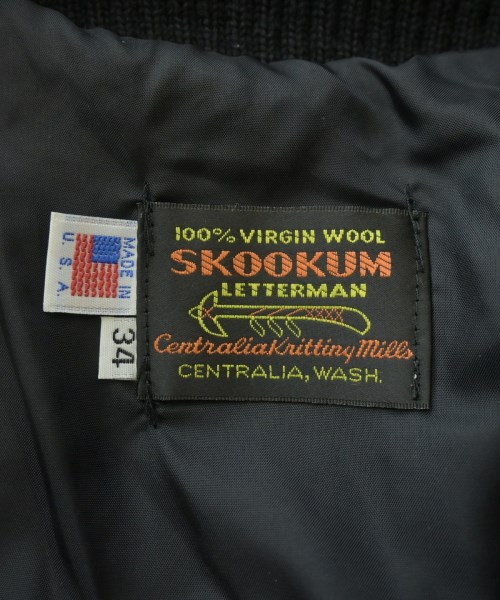 100% VIRGIN WOOL
SKOOKUM
LETTERMAN
Centralia Knitting Mills
CENTRALIA, WASH.
MADE IN
U.S.A.
34